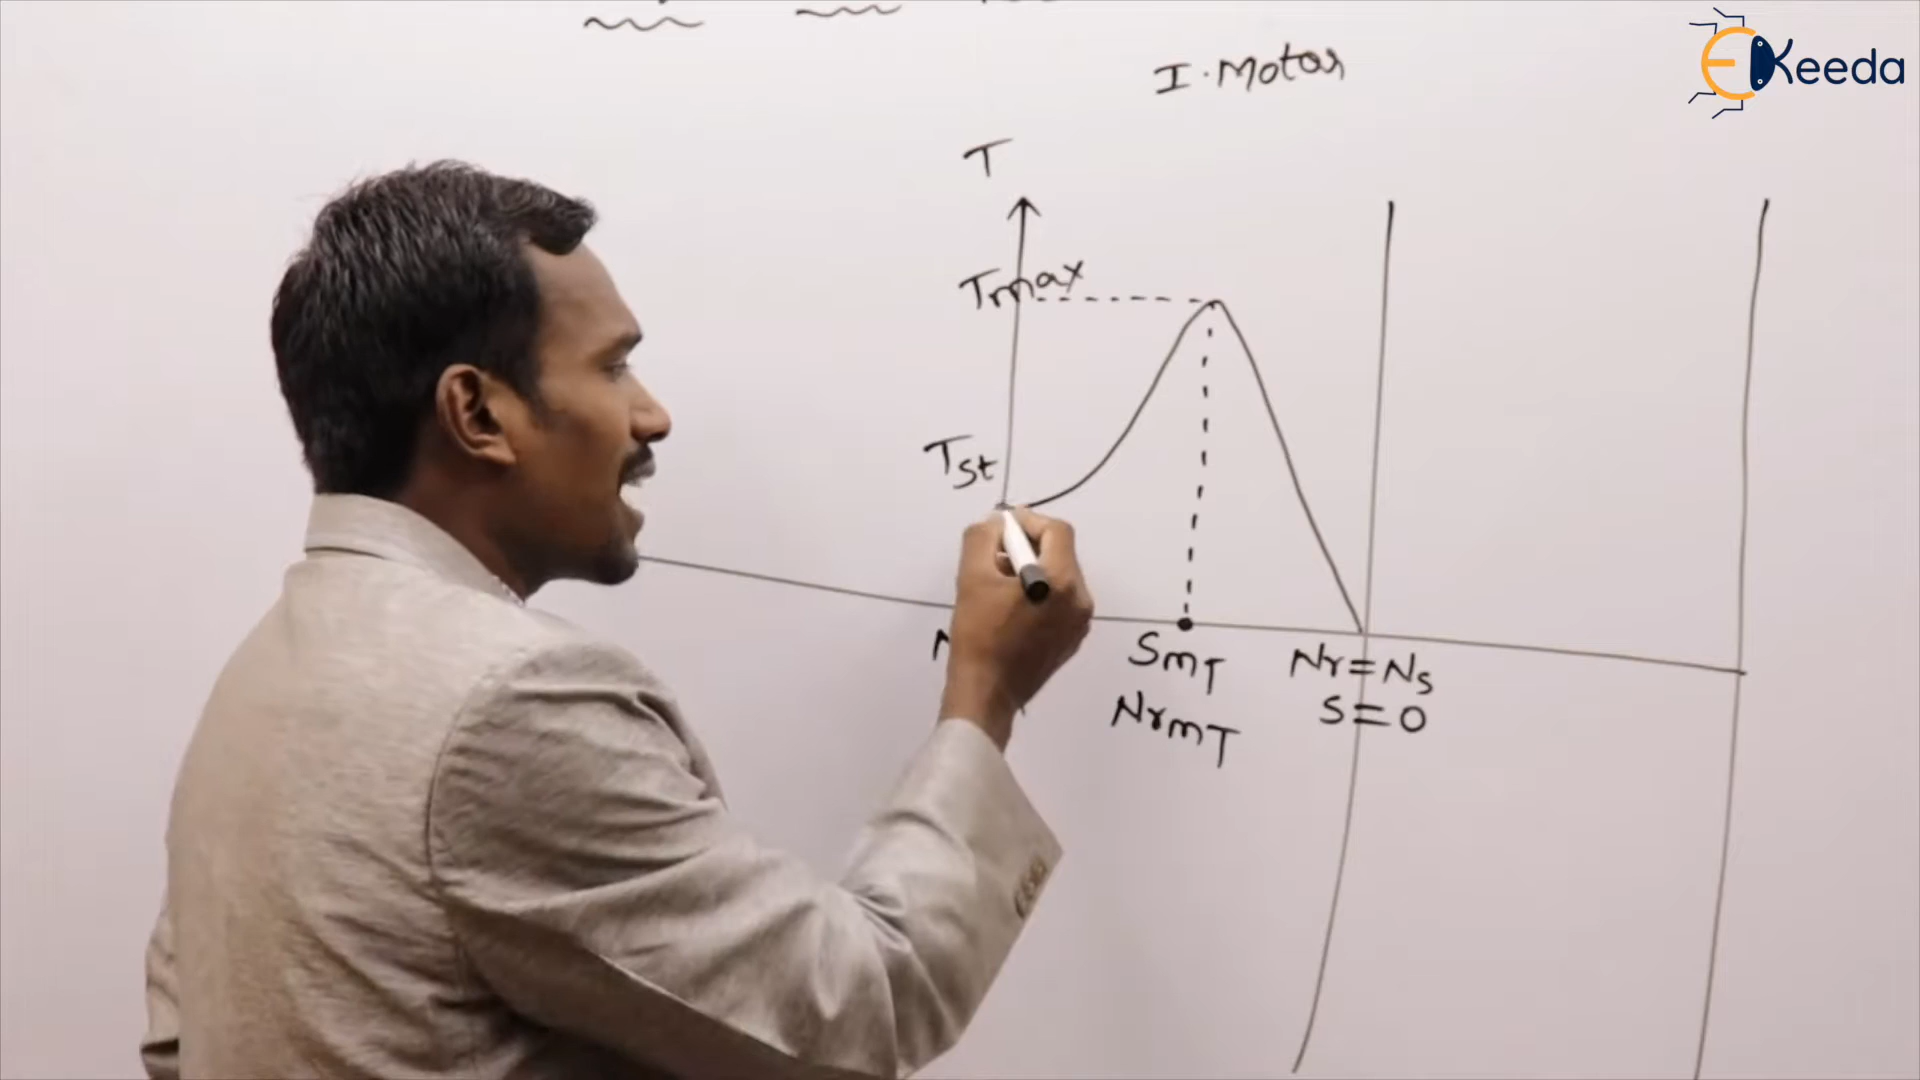 I. Motor
EKeeda
T
Tmax
Tst
SmT
NrmT
Nr=Ns
S=0